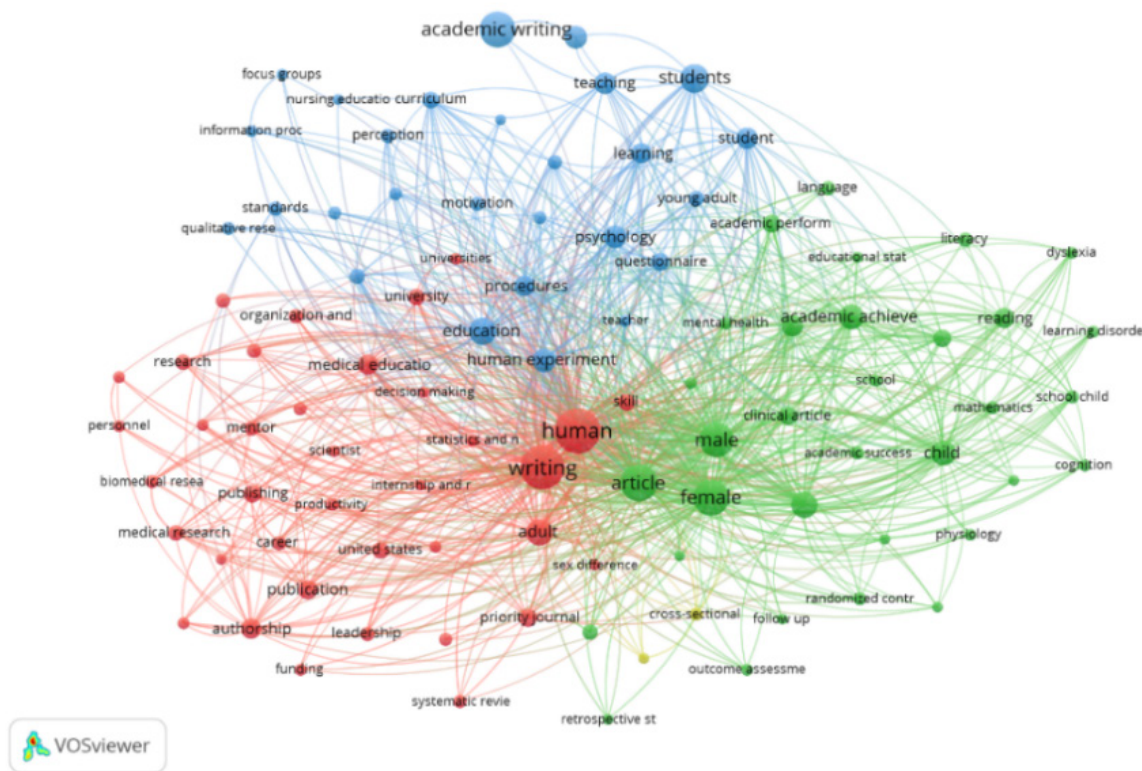 academic writing
students
teaching
focus groups
nursing educatio curriculum
information proc
perception
student
learning
language
motivation
young adult
standards
academic perform
qualitative rese
psychology
literacy
universities
questionnaire
educational stat
dyslexia
procedures
university
organization and
education
teacher
mental health
academic achieve
reading
learning disorde
human experiment
research
medical educatio
decision making
school
skill
school child
personnel
mentor
human
clinical article
mathematics
statistics and n
male
scientist
academic success
child
cognition
writing
biomedical resea
internship and r
article
publishing
productivity
female
medical research
adult
physiology
career
united states
sex difference
publication
randomized contr
priority journal
cross-sectional
follow up
authorship
leadership
funding
outcome assessme
systematic revie
retrospective st
VOSviewer